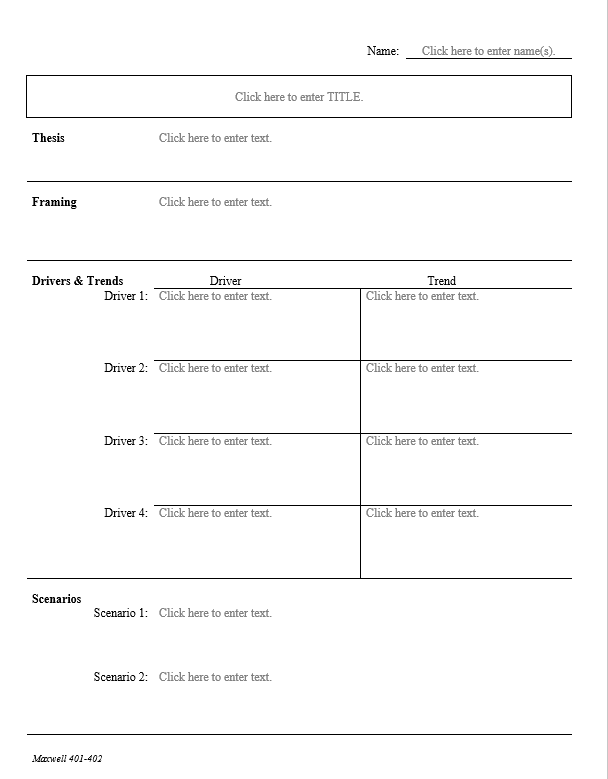 Name: Click here to enter name(s).
Click here to enter TITLE.
Thesis Click here to enter text.
Framing Click here to enter text.
Drivers & Trends Driver Trend
Driver 1: Click here to enter text. Click here to enter text.
Driver 2: Click here to enter text. Click here to enter text.
Driver 3: Click here to enter text. Click here to enter text.
Driver 4: Click here to enter text. Click here to enter text.
Scenarios
Scenario 1: Click here to enter text.
Scenario 2: Click here to enter text.
Maxwell 401-402